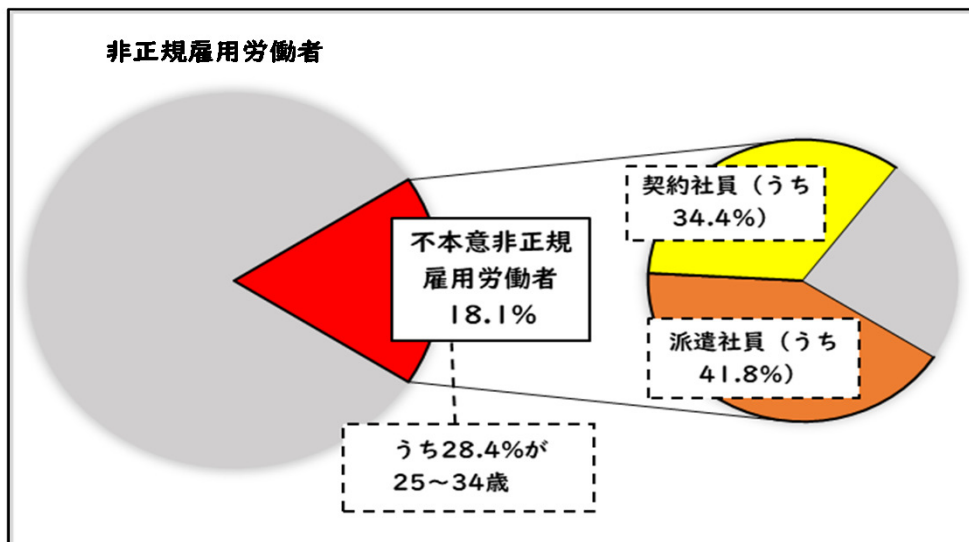 非正規雇用労働者
不本意非正規
雇用労働者
18.1%
うち28.4%が
25～34歳
契約社員（うち
34.4%）
派遣社員（うち
41.8%）